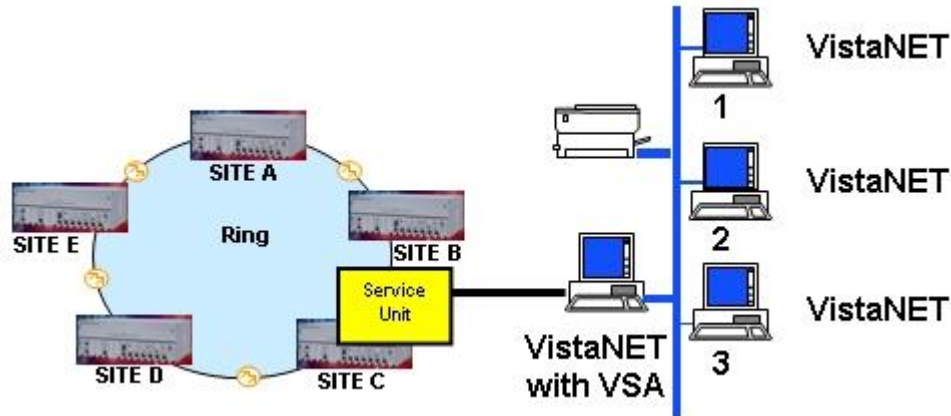 VistaNET
1
SITE A
VistaNET
2
SITE E
Ring
SITE B
Service
Unit
VistaNET
3
VistaNET
with VSA
SITE D
SITE C